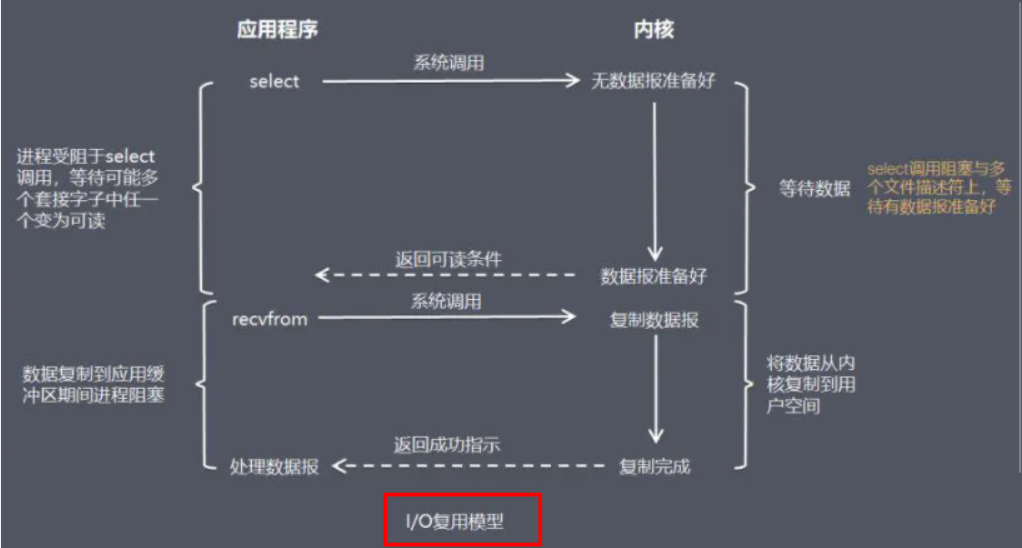 应用程序
内核
系统调用
select
无数据报准备好
进程受阻于select
调用，等待可能多
个套接字子中任一
个变为可读
等待数据
select调用阻塞与多
个文件描述符上，等
待有数据报准备好
返回可读条件
数据报准备好
系统调用
recvfrom
复制数据报
数据复制到应用缓
冲区期间进程阻塞
将数据从内
核复制到用
户空间
返回成功指示
处理数据报
复制完成
I/O复用模型